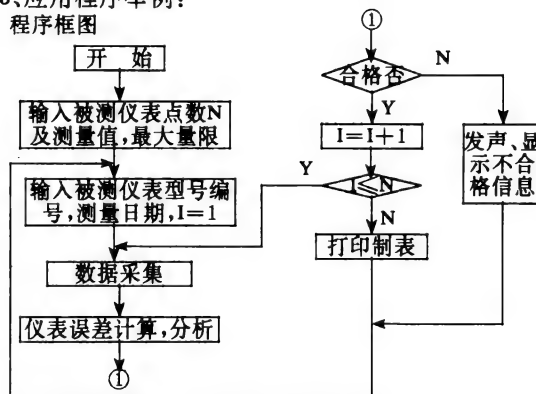 应用程序举例:
程序框图
开 始
输入被测仪表点数N
及测量值,最大量限
输入被测仪表型号编
号,测量日期,I=1
数据采集
仪表误差计算,分析
①
①
合格否
N
Y
I=I+1
I≤N
Y
N
打印制表
发声、显
示不合
格信息